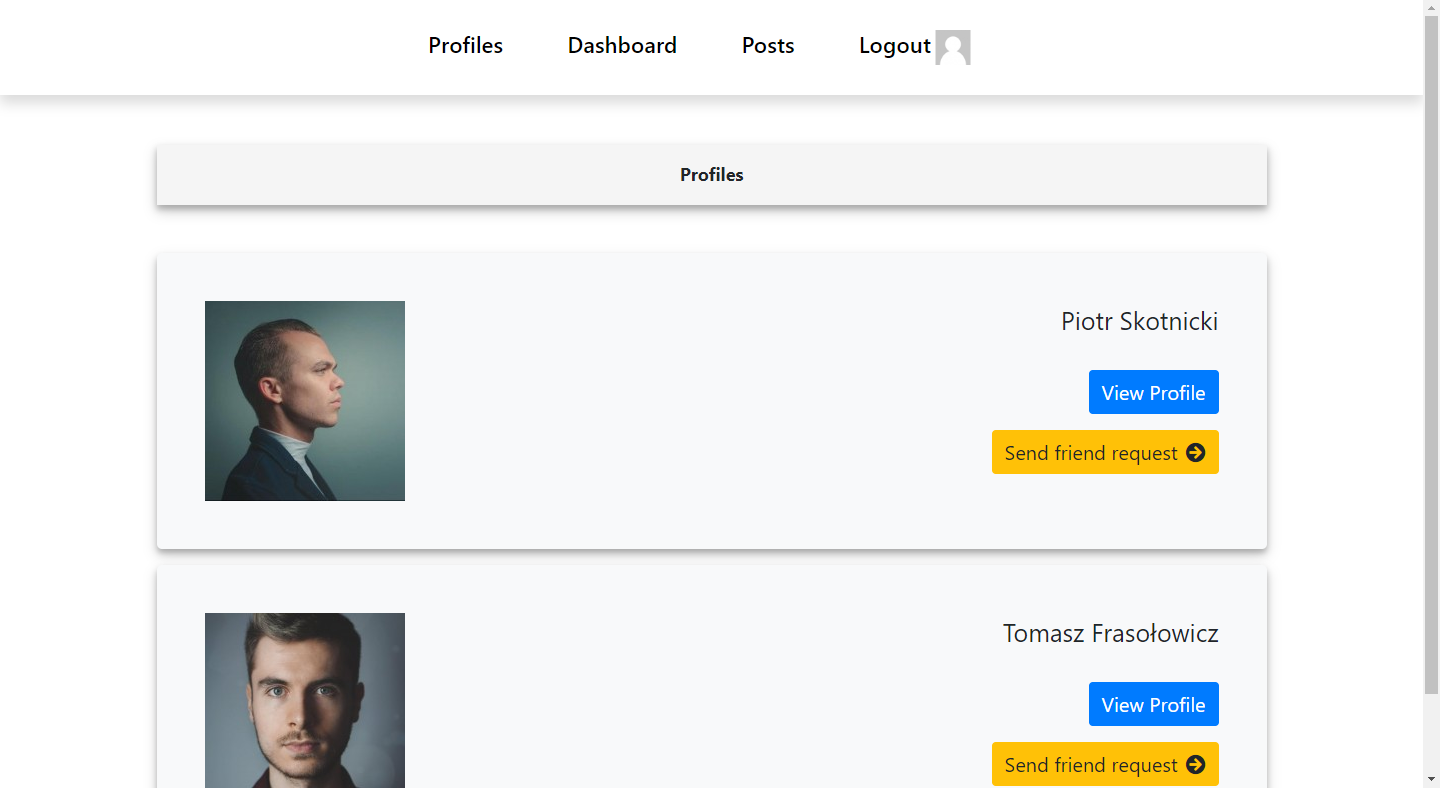 Profiles Dashboard Posts Logout
Profiles
Piotr Skotnicki
View Profile
Send friend request
Tomasz Frasołowicz
View Profile
Send friend request